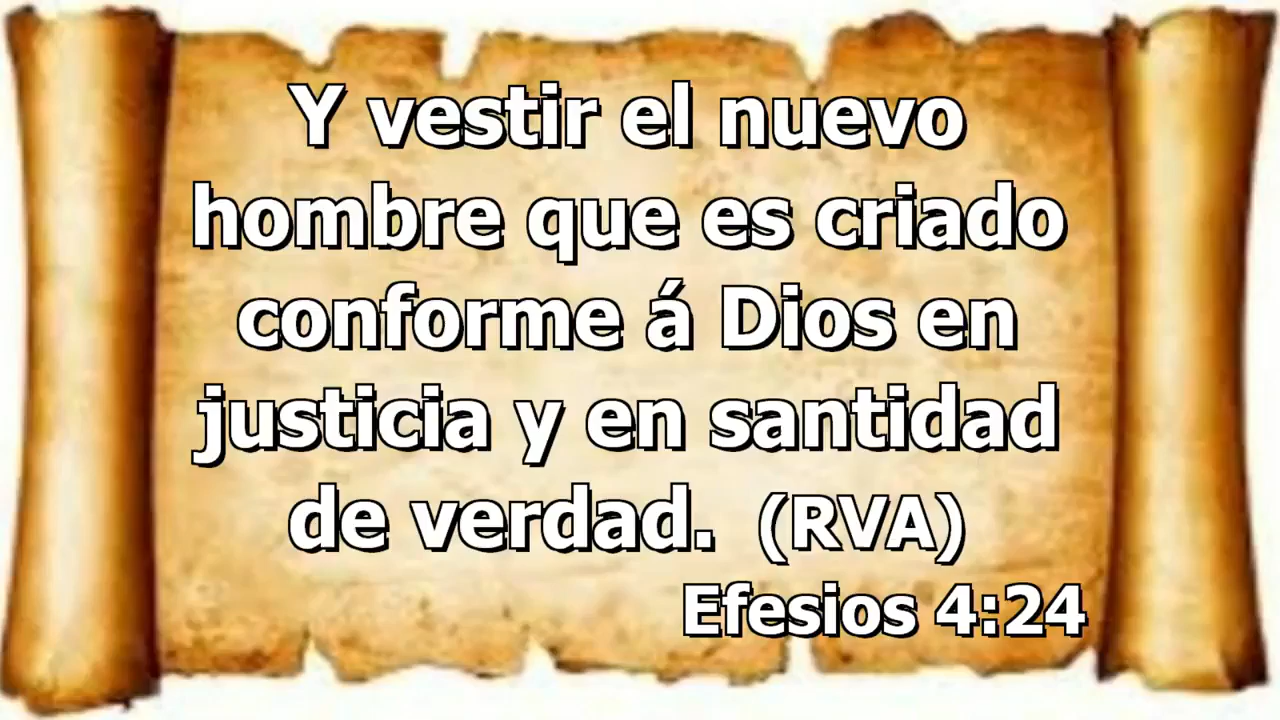 Y vestir el nuevo
hombre que es criado
conforme á Dios en
justicia y en santidad
de verdad. (RVA)
Efesios 4:24